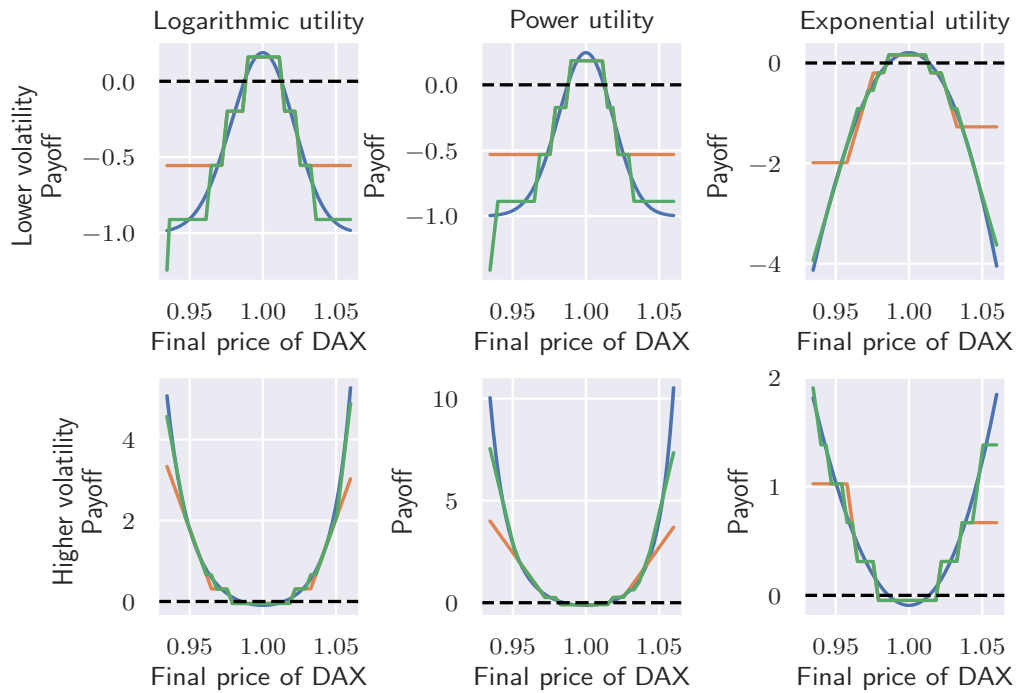 Logarithmic utility
Power utility
Exponential utility
Lower volatility
Payoff
0.0
−0.5
−1.0
0.95 1.00 1.05
Final price of DAX
Payoff
0.0
−0.5
−1.0
0.95 1.00 1.05
Final price of DAX
Payoff
0
−2
−4
0.95 1.00 1.05
Final price of DAX
Higher volatility
Payoff
4
2
0
0.95 1.00 1.05
Final price of DAX
Payoff
10
5
0
0.95 1.00 1.05
Final price of DAX
Payoff
2
1
0
0.95 1.00 1.05
Final price of DAX